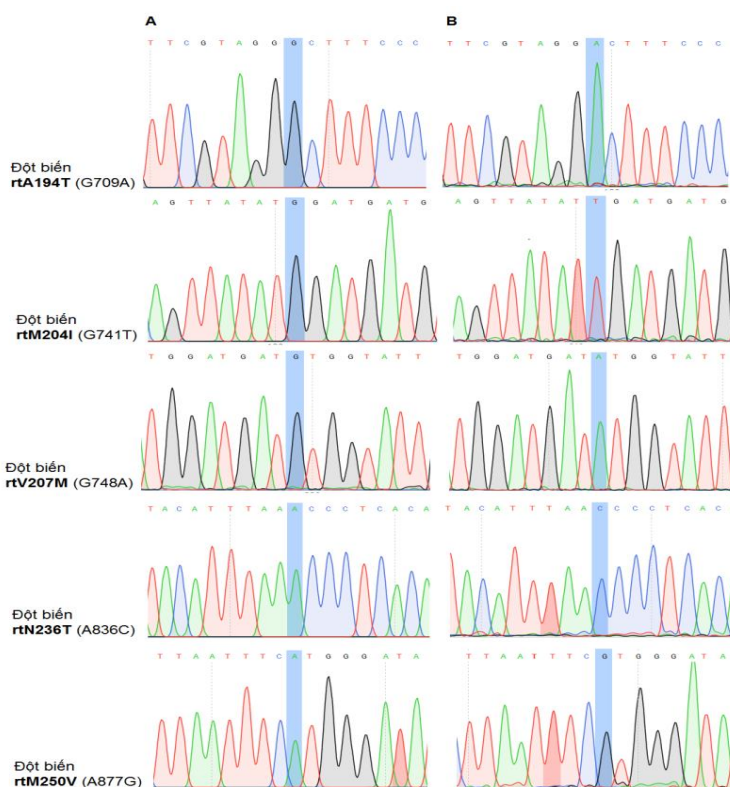 A B
T T C G T A G G G C T T T C C C
T T C G T A G G A C T T T C C C
Đột biến
rtA194T (G709A)
A G T T A T A T G G A T G A T G
A G T T A T A T T G A T G A T G
Đột biến
rtM204I (G741T)
T G G A T G A T G T G G T A T T
T G G A T G A T A T G G T A T T
Đột biến
rtV207M (G748A)
T A C A T T T A A A C C C T C A C A
T A C A T T T A A C C C C T C A C
Đột biến
rtN236T (A836C)
T T A A T T T C A T G G G A T A
T T A A T T T C G T G G G A T A
Đột biến
rtM250V (A877G)